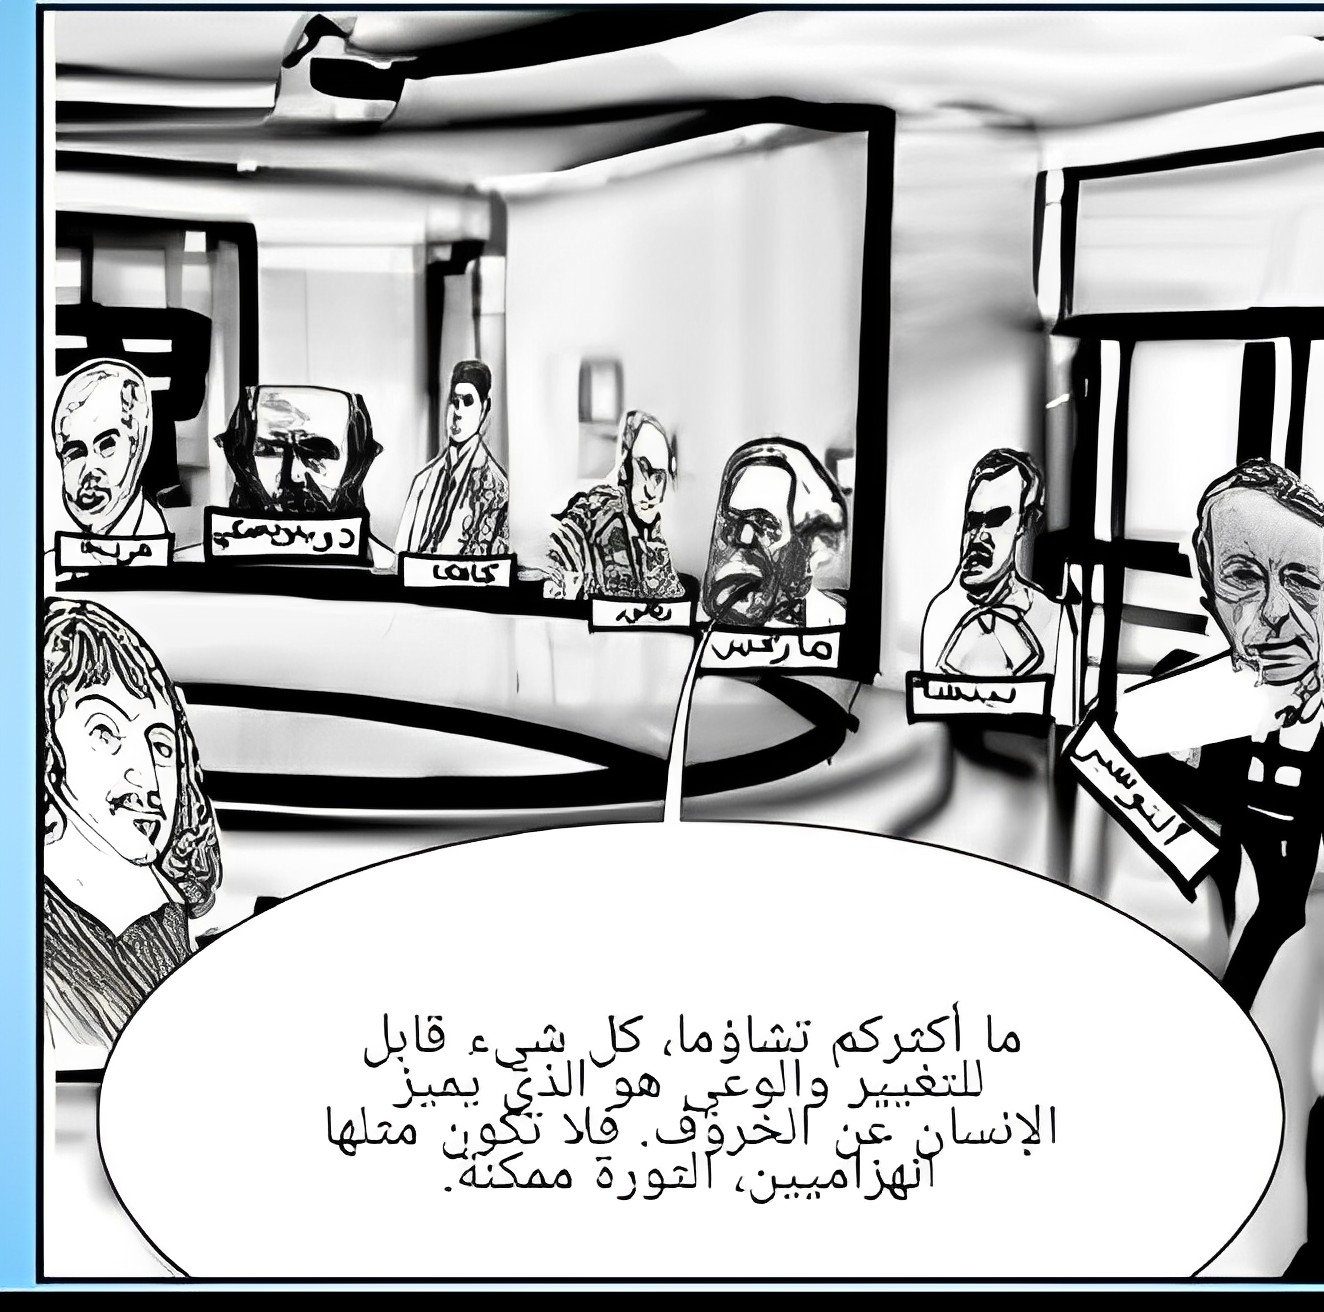 ماركس
التوسير
ما أكثركم تشاؤما، كل شيء قابل
للتغيير والوعي هو الذي يميز
الإنسان عن الخروف. فلا تكون مثلها
انهزاميين، الثورة ممكنة.